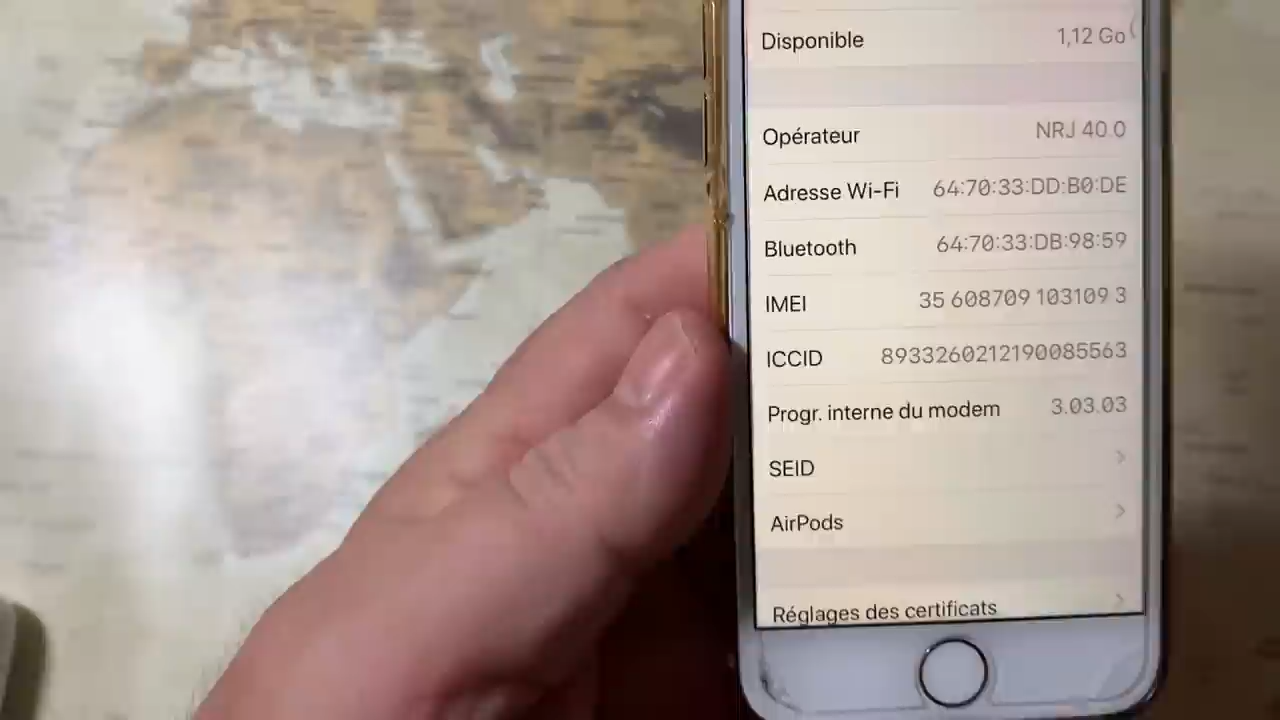 Disponible 1,12 Go
Opérateur NRJ 40.0
Adresse Wi-Fi 64:70:33:DD:B0:DE
Bluetooth 64:70:33:DB:98:59
IMEI 35 608709 103109 3
ICCID 8933260212190085563
Progr. interne du modem 3.03.03
SEID
AirPods
Réglages des certificats